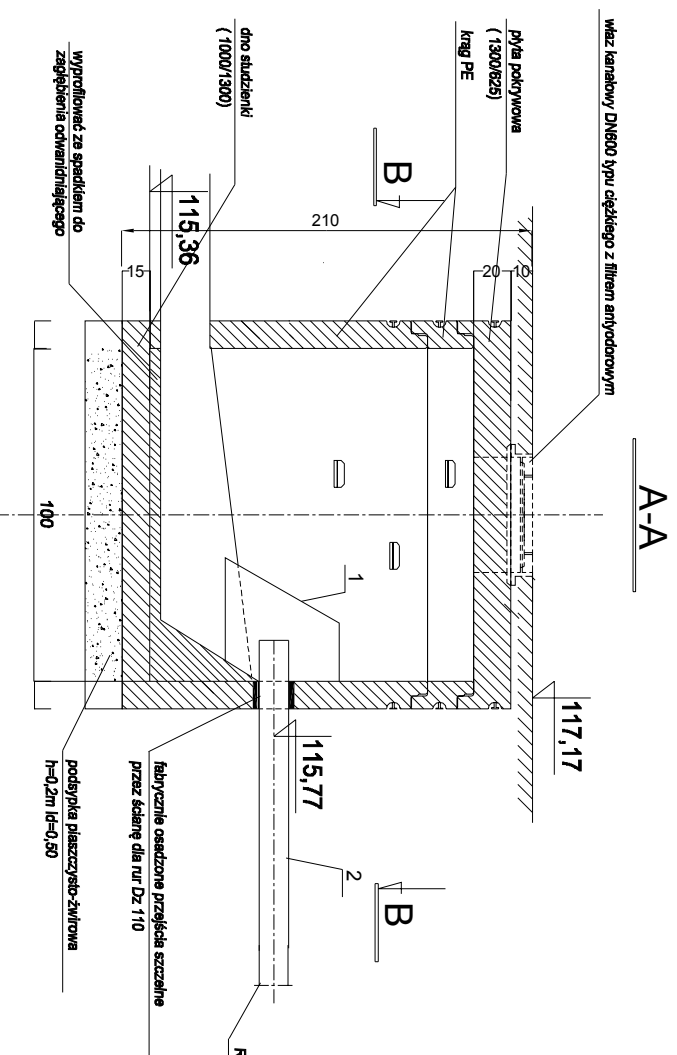 A-A
właz kanałowy DN600 typu ciężkiego z filtrem antyodorowym
płyta pokrywowa
( 1300/625)
krąg PE
B
B
dno studzienki
( 1000/1300)
wyprofilować ze spadkiem do
zagłębienia odwanidniającego
117,17
115,77
115,36
210
10
20
15
100
1
2
fabrycznie osadzone przejścia szczelne
przez ścianę dla rur Dz 110
podsypka piaszczysto-żwirowa
h=0,2m Id=0,50